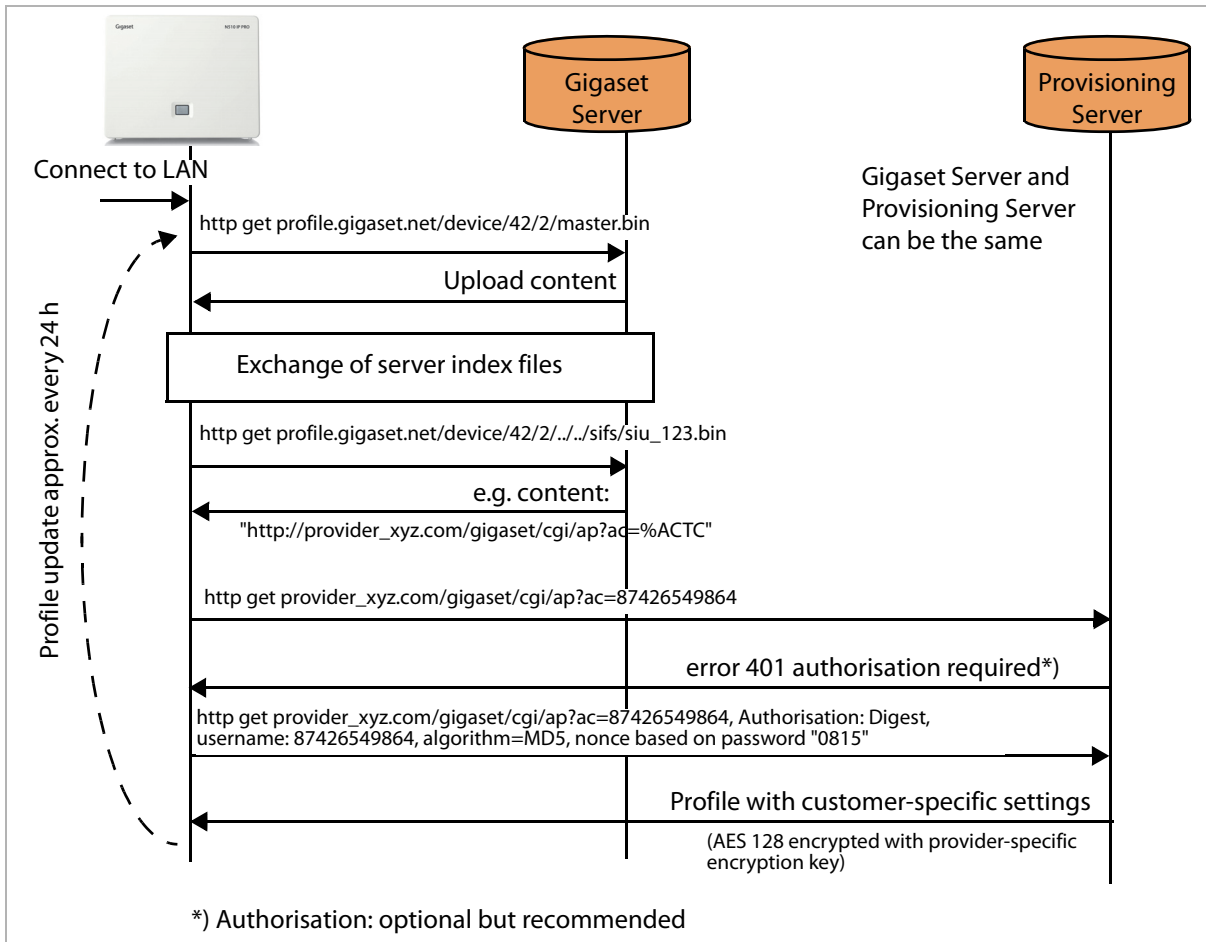 Gigaset N510 IP PRO
Gigaset
Server
Provisioning
Server
Connect to LAN
Gigaset Server and
Provisioning Server
can be the same
http get profile.gigaset.net/device/42/2/master.bin
Upload content
Exchange of server index files
http get profile.gigaset.net/device/42/2/../../sifs/siu_123.bin
e.g. content:
"http://provider_xyz.com/gigaset/cgi/ap?ac=%ACTC"
Profile update approx. every 24 h
http get provider_xyz.com/gigaset/cgi/ap?ac=87426549864
error 401 authorisation required*)
http get provider_xyz.com/gigaset/cgi/ap?ac=87426549864, Authorisation: Digest,
username: 87426549864, algorithm=MD5, nonce based on password "0815"
Profile with customer-specific settings
(AES 128 encrypted with provider-specific
encryption key)
*) Authorisation: optional but recommended